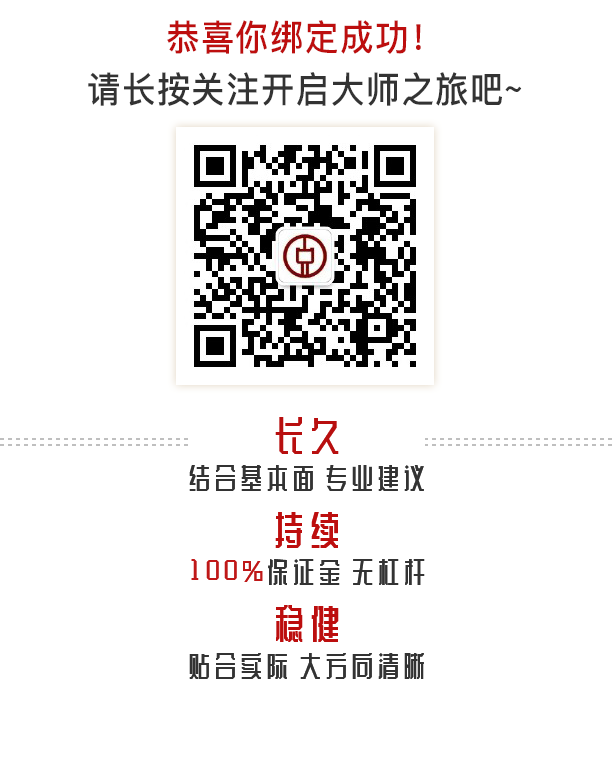 恭喜你绑定成功！
请长按关注开启大师之旅吧~
长久
结合基本面 专业建议
持续
100%保证金 无杠杆
稳健
贴合实际 大方向清晰